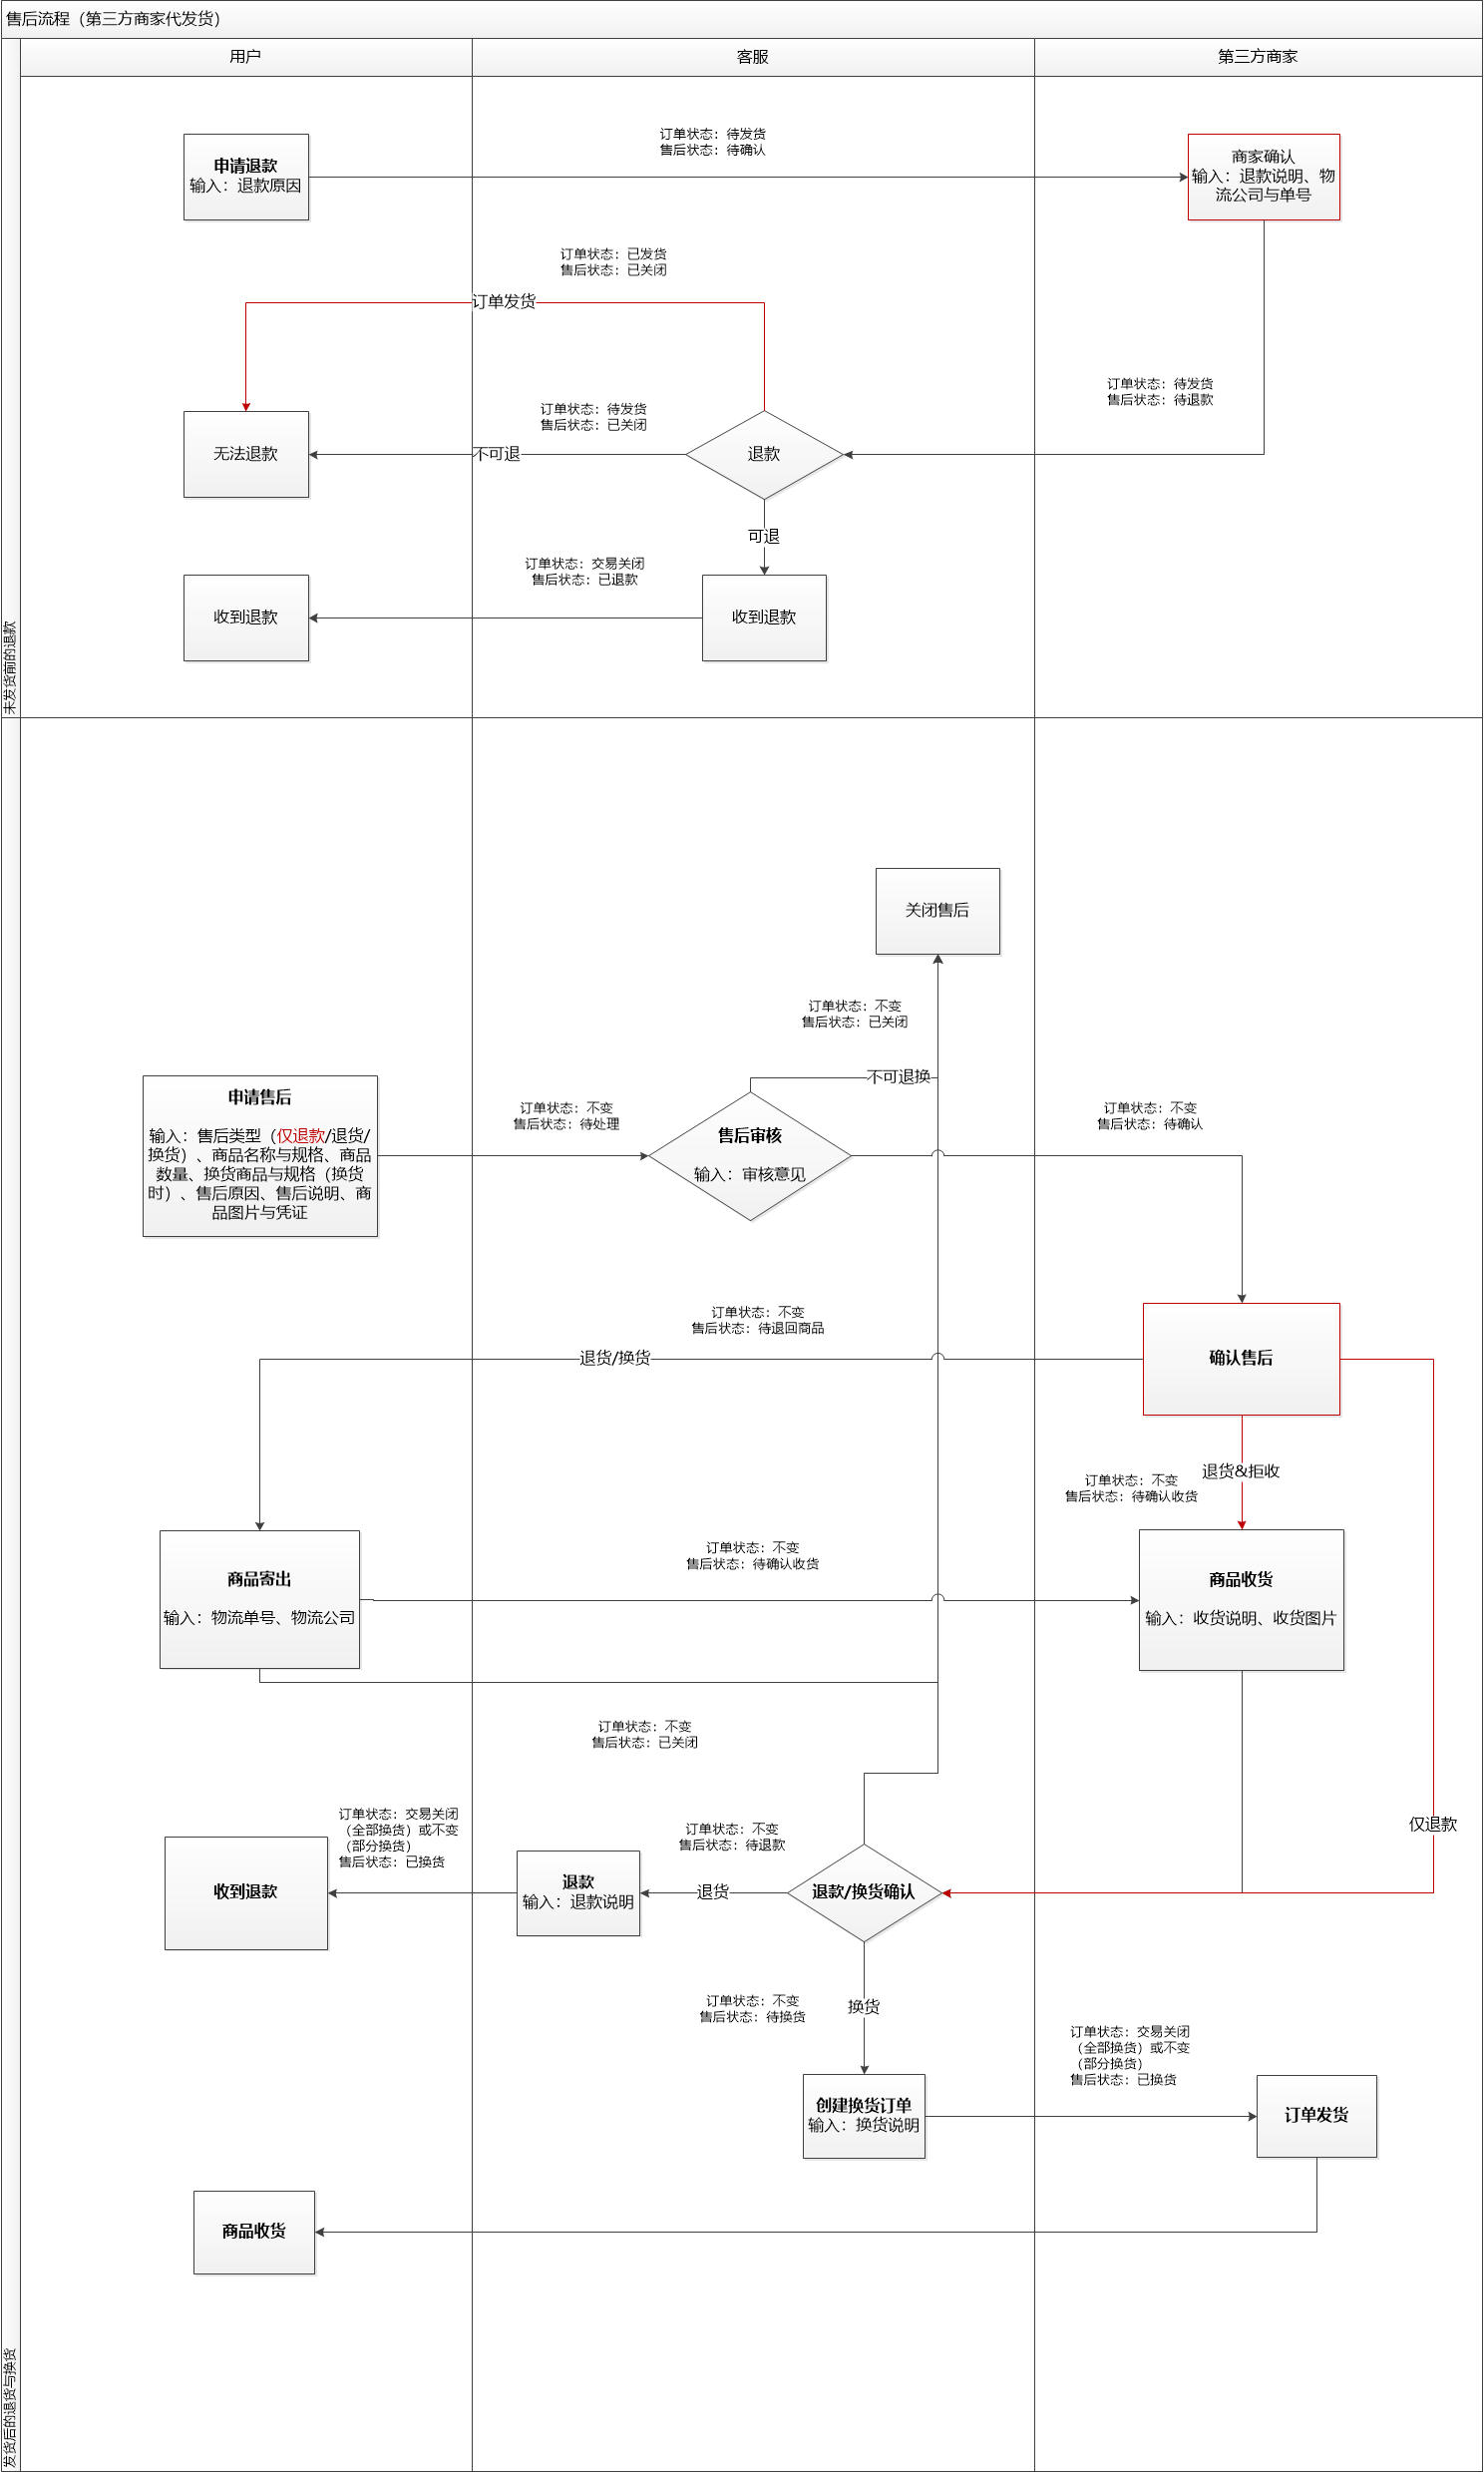 售后流程（第三方商家代发货）
用户
客服
第三方商家
未发货前的退款
申请退款
输入：退款原因
订单状态：待发货
售后状态：待确认
商家确认
输入：退款说明、物
流公司与单号
订单状态：已发货
售后状态：已关闭
订单发货
订单状态：待发货
售后状态：待退款
订单状态：待发货
售后状态：已关闭
无法退款
不可退
退款
可退
订单状态：交易关闭
售后状态：已退款
收到退款
收到退款
发货后的退货与换货
关闭售后
订单状态：不变
售后状态：已关闭
不可退换
申请售后
输入：售后类型（仅退款/退货/
换货）、商品名称与规格、商品
数量、换货商品与规格（换货
时）、售后原因、售后说明、商
品图片与凭证
订单状态：不变
售后状态：待处理
售后审核
输入：审核意见
订单状态：不变
售后状态：待确认
订单状态：不变
售后状态：待退回商品
退货/换货
确认售后
退货&拒收
订单状态：不变
售后状态：待确认收货
商品寄出
输入：物流单号、物流公司
订单状态：不变
售后状态：待确认收货
商品收货
输入：收货说明、收货图片
订单状态：不变
售后状态：已关闭
仅退款
订单状态：交易关闭
（全部换货）或不变
（部分换货）
售后状态：已换货
订单状态：不变
售后状态：待退款
收到退款
退款
输入：退款说明
退货
退款/换货确认
订单状态：不变
售后状态：待换货
换货
订单状态：交易关闭
（全部换货）或不变
（部分换货）
售后状态：已换货
创建换货订单
输入：换货说明
订单发货
商品收货